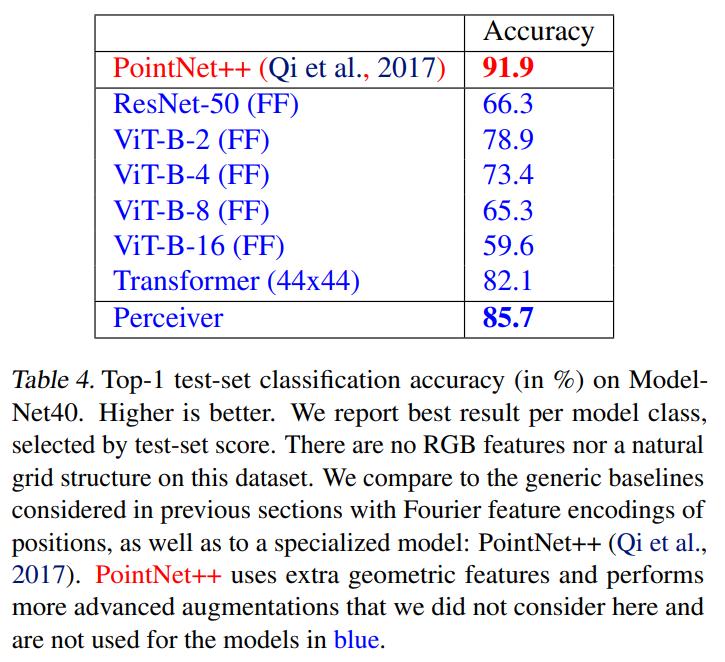 Accuracy
PointNet++ (Qi et al., 2017) 91.9
ResNet-50 (FF) 66.3
ViT-B-2 (FF) 78.9
ViT-B-4 (FF) 73.4
ViT-B-8 (FF) 65.3
ViT-B-16 (FF) 59.6
Transformer (44x44) 82.1
Perceiver 85.7
Table 4. Top-1 test-set classification accuracy (in %) on Model-
Net40. Higher is better. We report best result per model class,
selected by test-set score. There are no RGB features nor a natural
grid structure on this dataset. We compare to the generic baselines
considered in previous sections with Fourier feature encodings of
positions, as well as to a specialized model: PointNet++ (Qi et al.,
2017). PointNet++ uses extra geometric features and performs
more advanced augmentations that we did not consider here and
are not used for the models in blue.